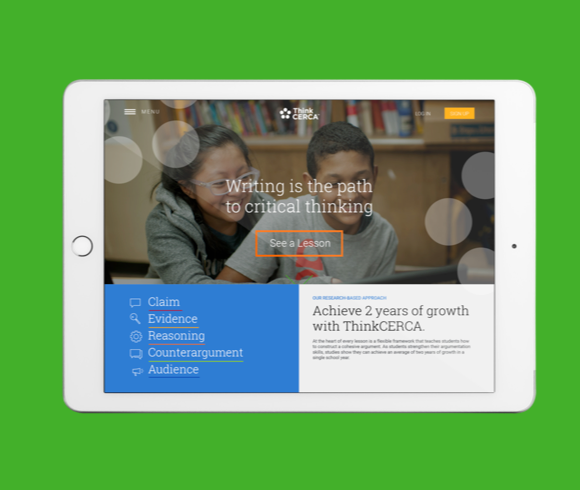 MENU
Think
CERCA
LOG IN
SIGN UP
Writing is the path
to critical thinking
See a Lesson
Claim
Evidence
Reasoning
Counterargument
Audience
OUR RESEARCH-BASED APPROACH
Achieve 2 years of growth
with ThinkCERCA.
At the heart of every lesson is a flexible framework that teaches students how
to construct a cohesive argument. As students strengthen their argumentation
skills, studies show they can achieve an average of two years of growth in a
single school year.